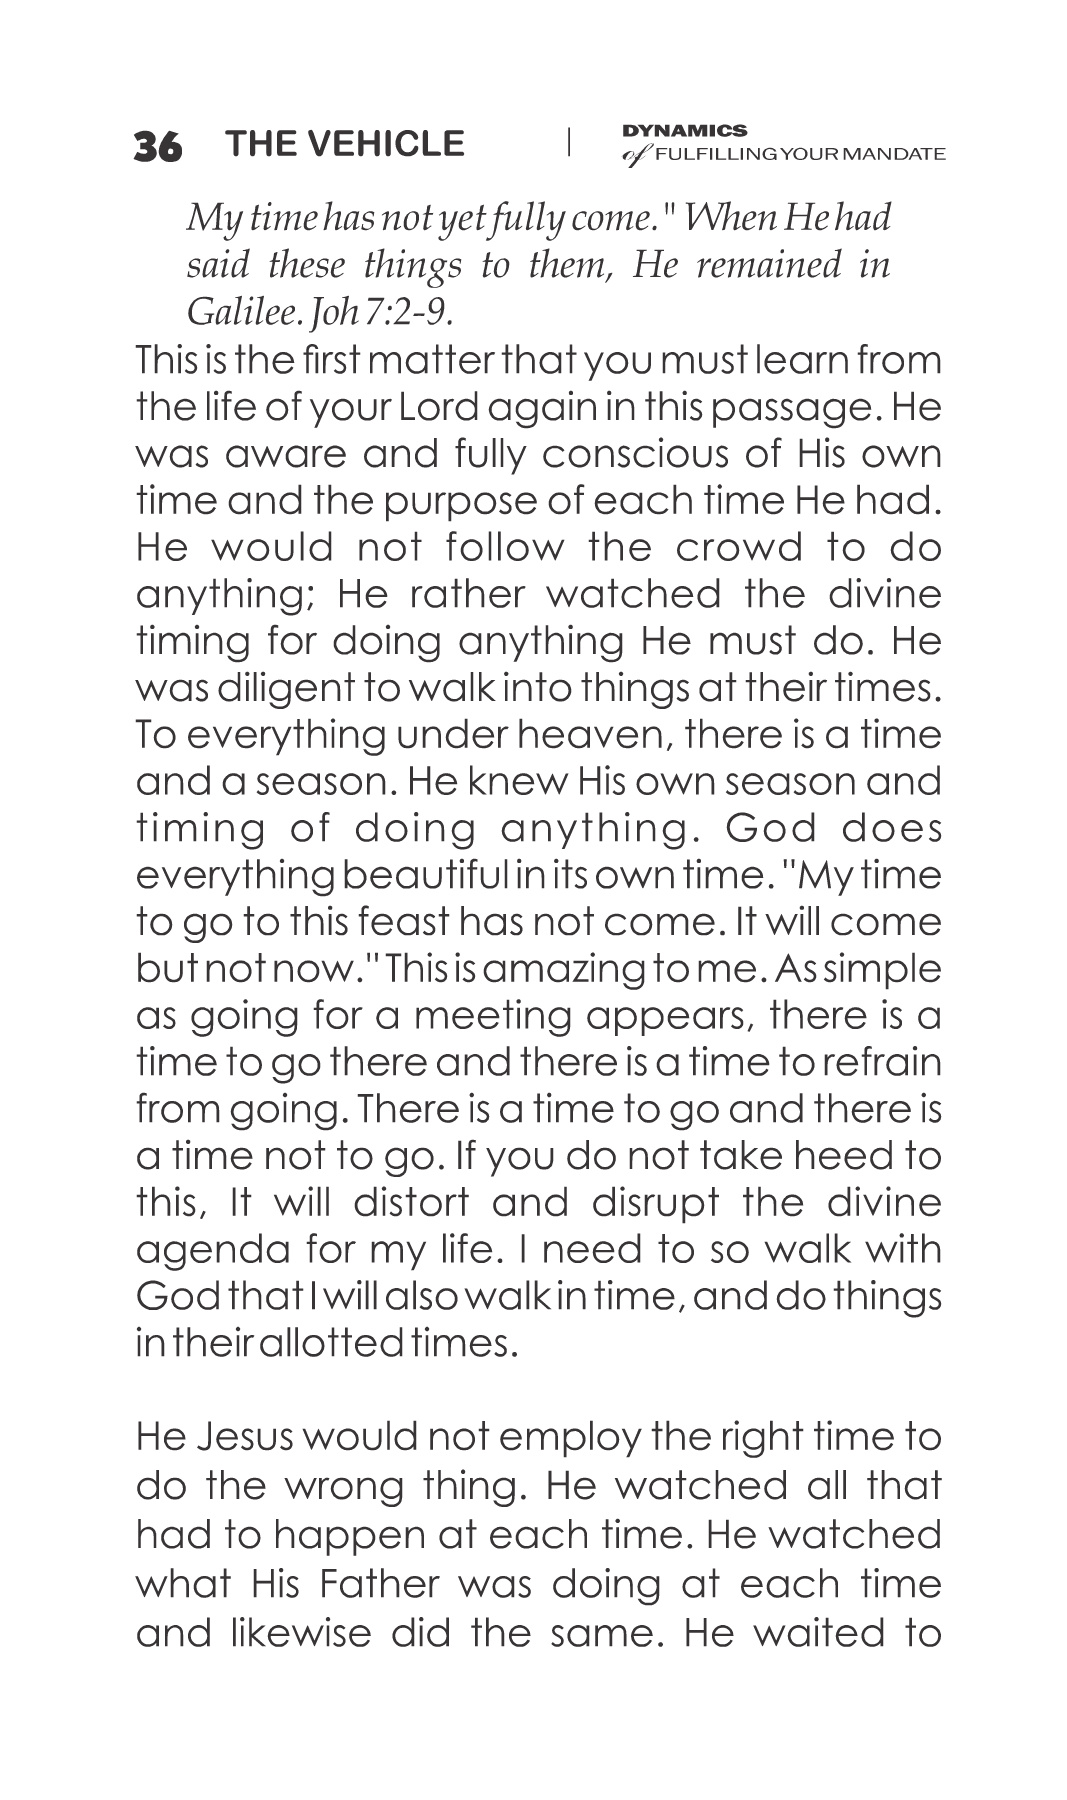 36 THE VEHICLE | DYNAMICS
of FULFILLING YOUR MANDATE
My time has not yet fully come." When He had
said these things to them, He remained in
Galilee. Joh 7:2-9.
This is the first matter that you must learn from
the life of your Lord again in this passage. He
was aware and fully conscious of His own
time and the purpose of each time He had.
He would not follow the crowd to do
anything; He rather watched the divine
timing for doing anything He must do. He
was diligent to walk into things at their times.
To everything under heaven, there is a time
and a season. He knew His own season and
timing of doing anything. God does
everything beautiful in its own time. "My time
to go to this feast has not come. It will come
but not now." This is amazing to me. As simple
as going for a meeting appears, there is a
time to go there and there is a time to refrain
from going. There is a time to go and there is
a time not to go. If you do not take heed to
this, It will distort and disrupt the divine
agenda for my life. I need to so walk with
God that I will also walk in time, and do things
in their allotted times.
He Jesus would not employ the right time to
do the wrong thing. He watched all that
had to happen at each time. He watched
what His Father was doing at each time
and likewise did the same. He waited to